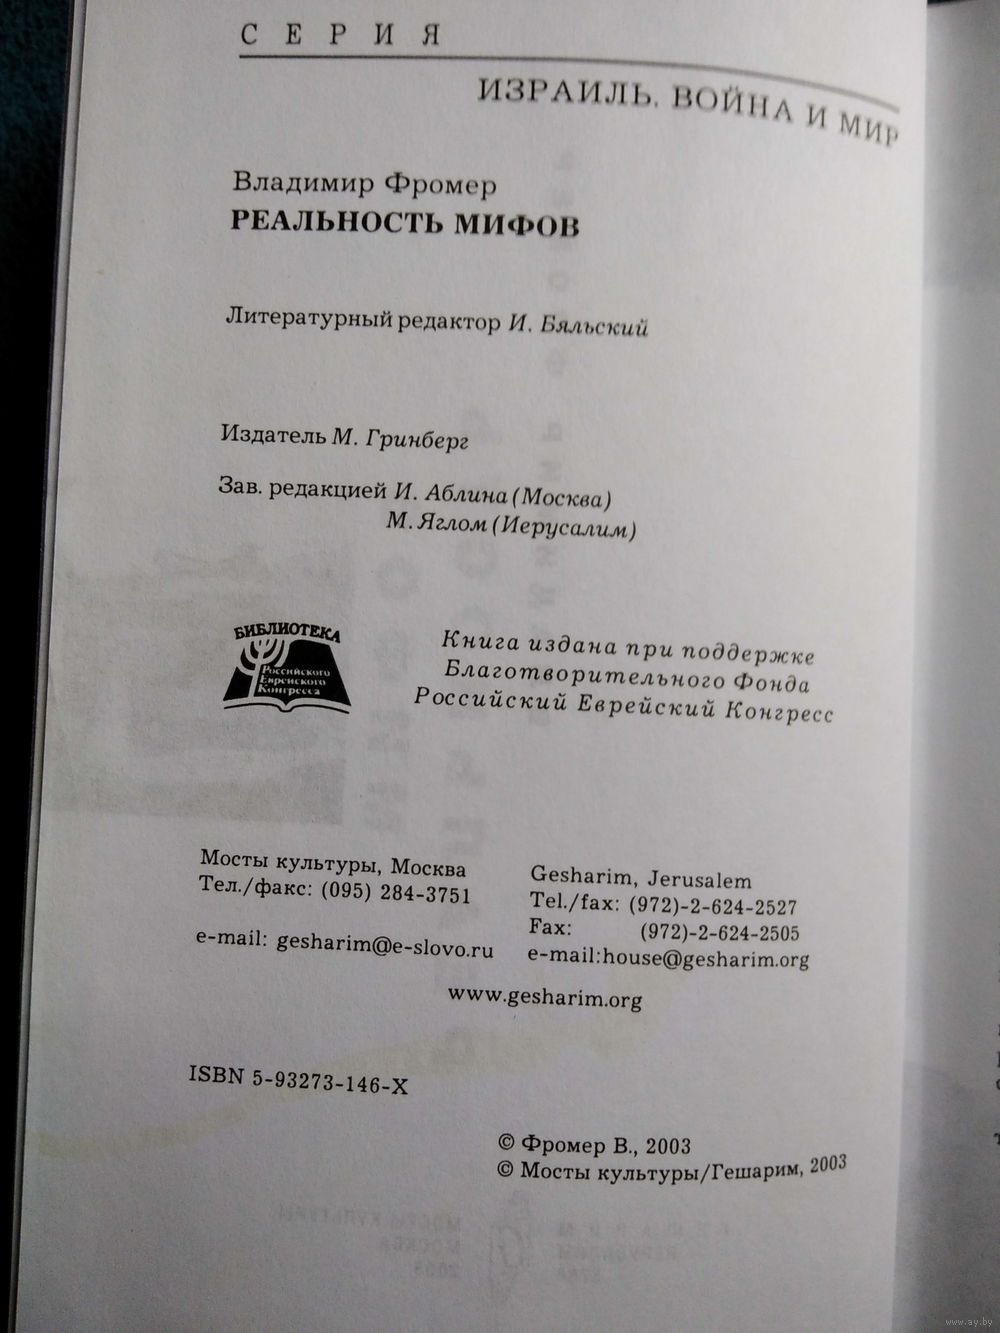 СЕРИЯ
ИЗРАИЛЬ. ВОЙНА И МИР
Владимир Фромер
РЕАЛЬНОСТЬ МИФОВ
Литературный редактор И. Бяльский
Издатель М. Гринберг
Зав. редакцией И. Аблина (Москва)
М. Яглом (Иерусалим)
БИБЛИОТЕКА
Российского
Еврейского
Конгресса
Книга издана при поддержке
Благотворительного Фонда
Российский Еврейский Конгресс
Мосты культуры, Москва
Тел./факс: (095) 284-3751
e-mail: gesharim@e-slovo.ru
Gesharim, Jerusalem
Tel./fax: (972)-2-624-2527
Fax: (972)-2-624-2505
e-mail:house@gesharim.org
www.gesharim.org
ISBN 5-93273-146-X
© Фромер В., 2003
© Мосты культуры/Гешарим, 2003
www.ay.by